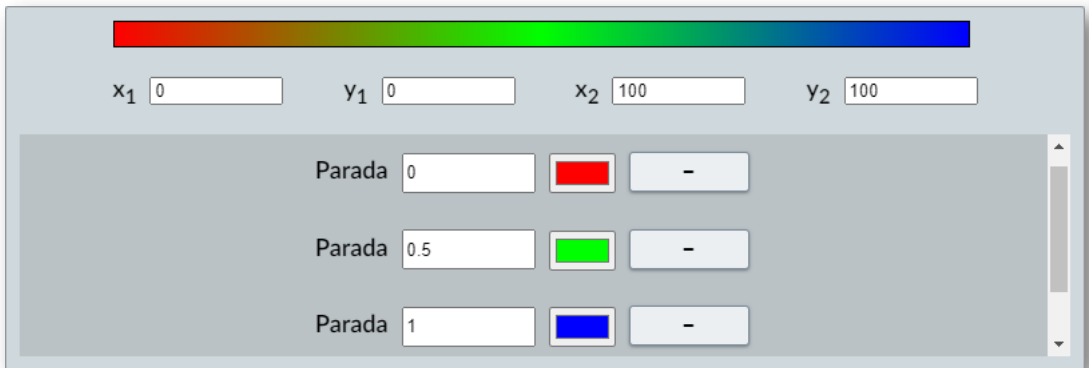 x₁ 0 y₁ 0 x₂ 100 y₂ 100
Parada 0 -
Parada 0.5 -
Parada 1 -